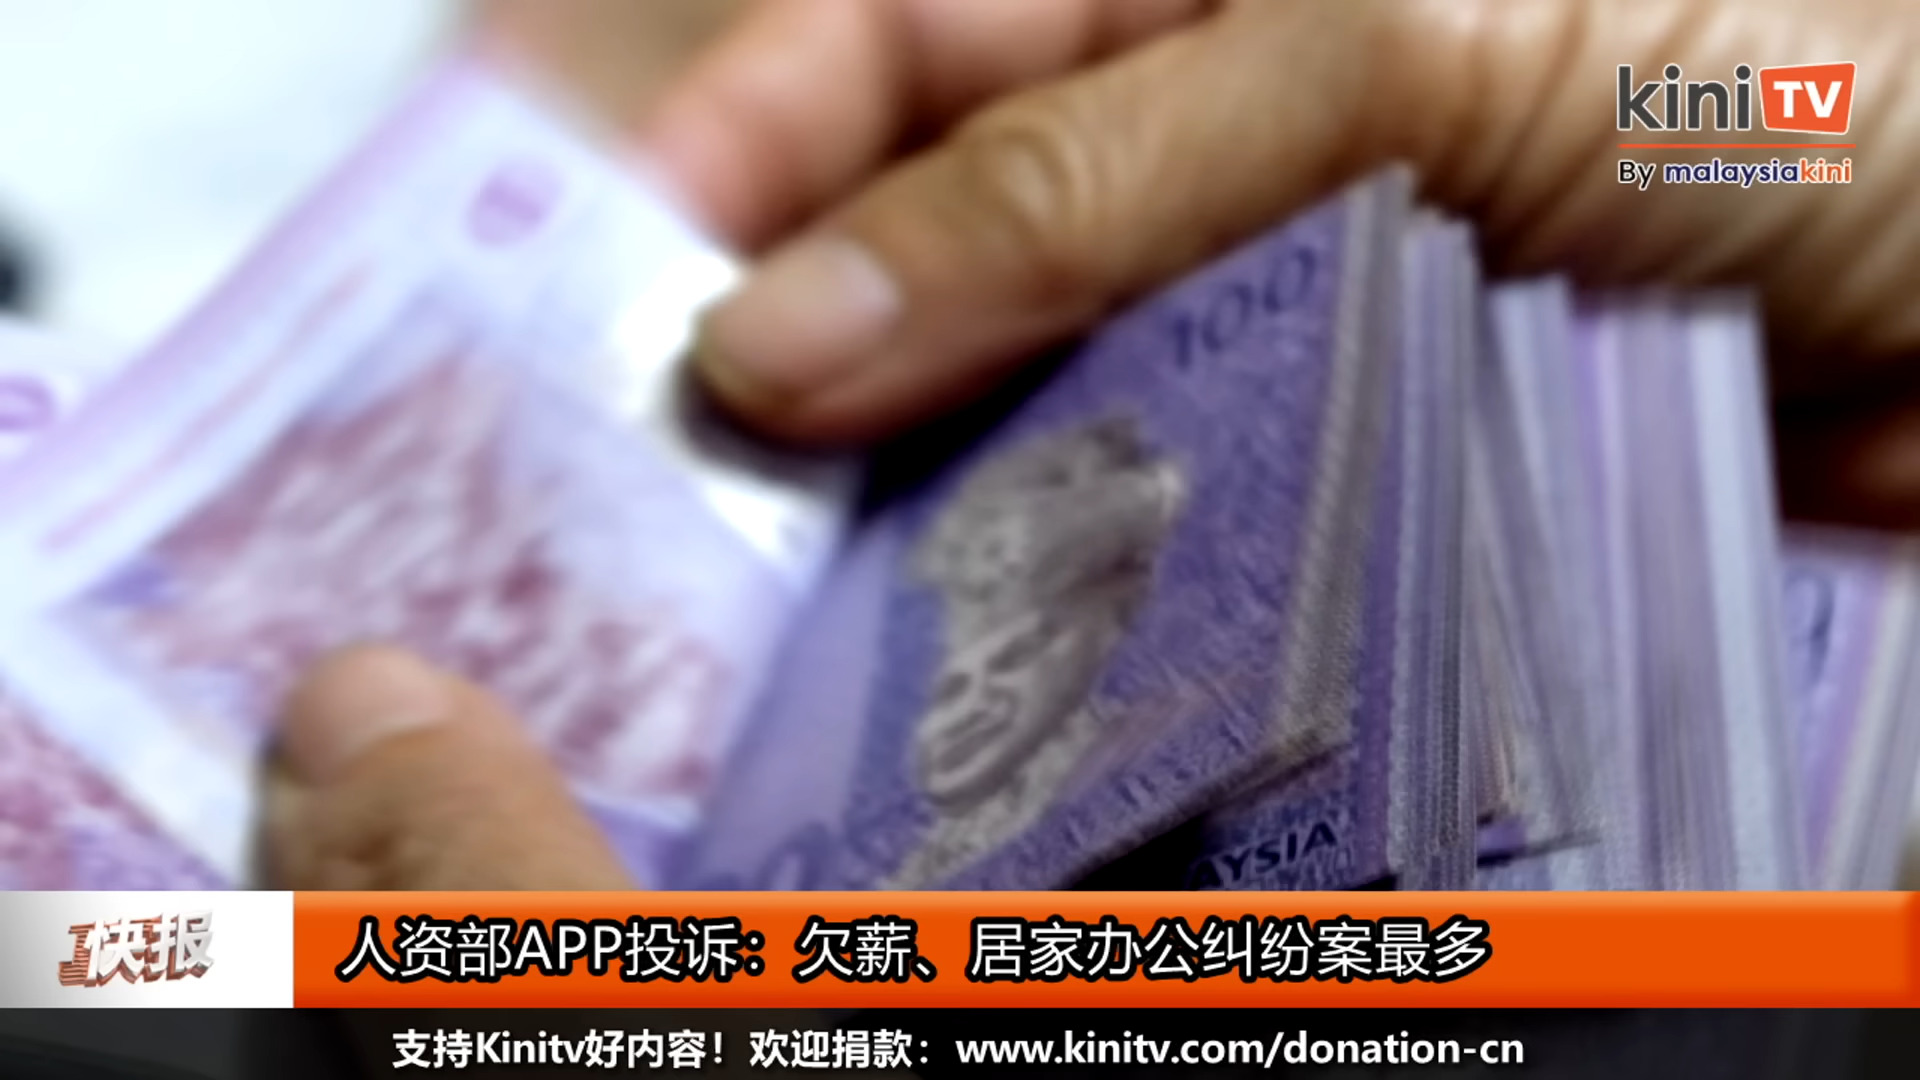 kini TV
By malaysiakini
100
AYSIA
快报
人资部APP投诉：欠薪、居家办公纠纷案最多
支持Kinitv好内容！欢迎捐款：www.kinitv.com/donation-cn